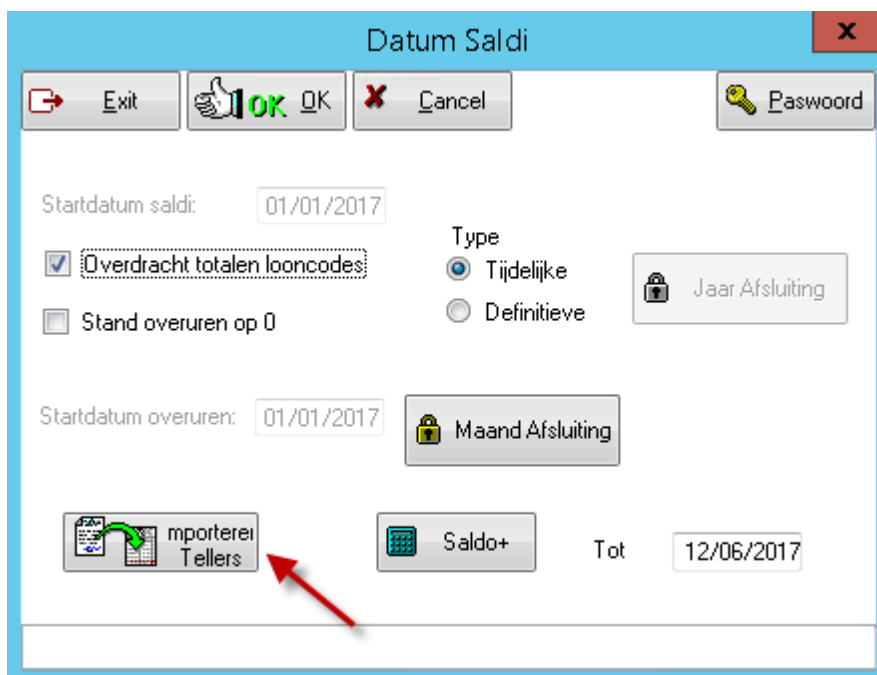 Datum Saldi
x
Exit
OK OK
Cancel
Paswoord
Startdatum saldi: 01/01/2017
Overdracht totalen looncodes
Stand overuren op 0
Type
Tijdelijke
Definitieve
Jaar Afsluiting
Startdatum overuren: 01/01/2017
Maand Afsluiting
mporterei
Tellers
Saldo+
Tot 12/06/2017